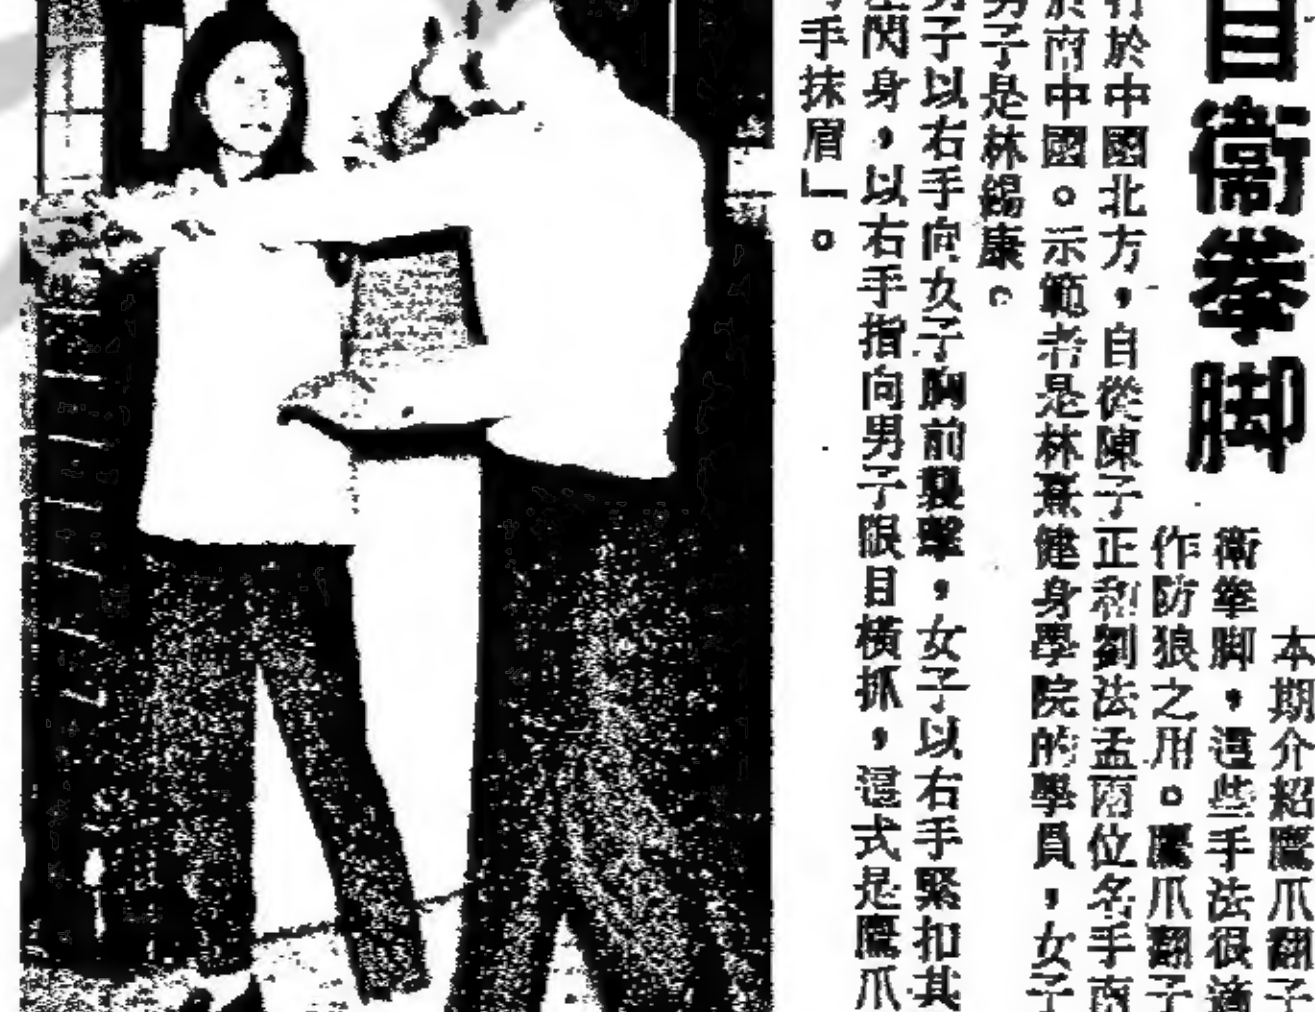 自衞拳脚
本期介紹鷹爪翻子
衞拳脚，這些手法很適
作防狼之用。鷹爪翻子
行於中國北方，自從陳子正和劉法孟兩位名手南
於南中國。示範者是林熹健身學院的學員，女子
男子是林錫康。
男子以右手向女子胸前襲擊，女子以右手緊扣其
閃身，以右手指向男子眼目橫抓，這式是鷹爪
手抹眉」。